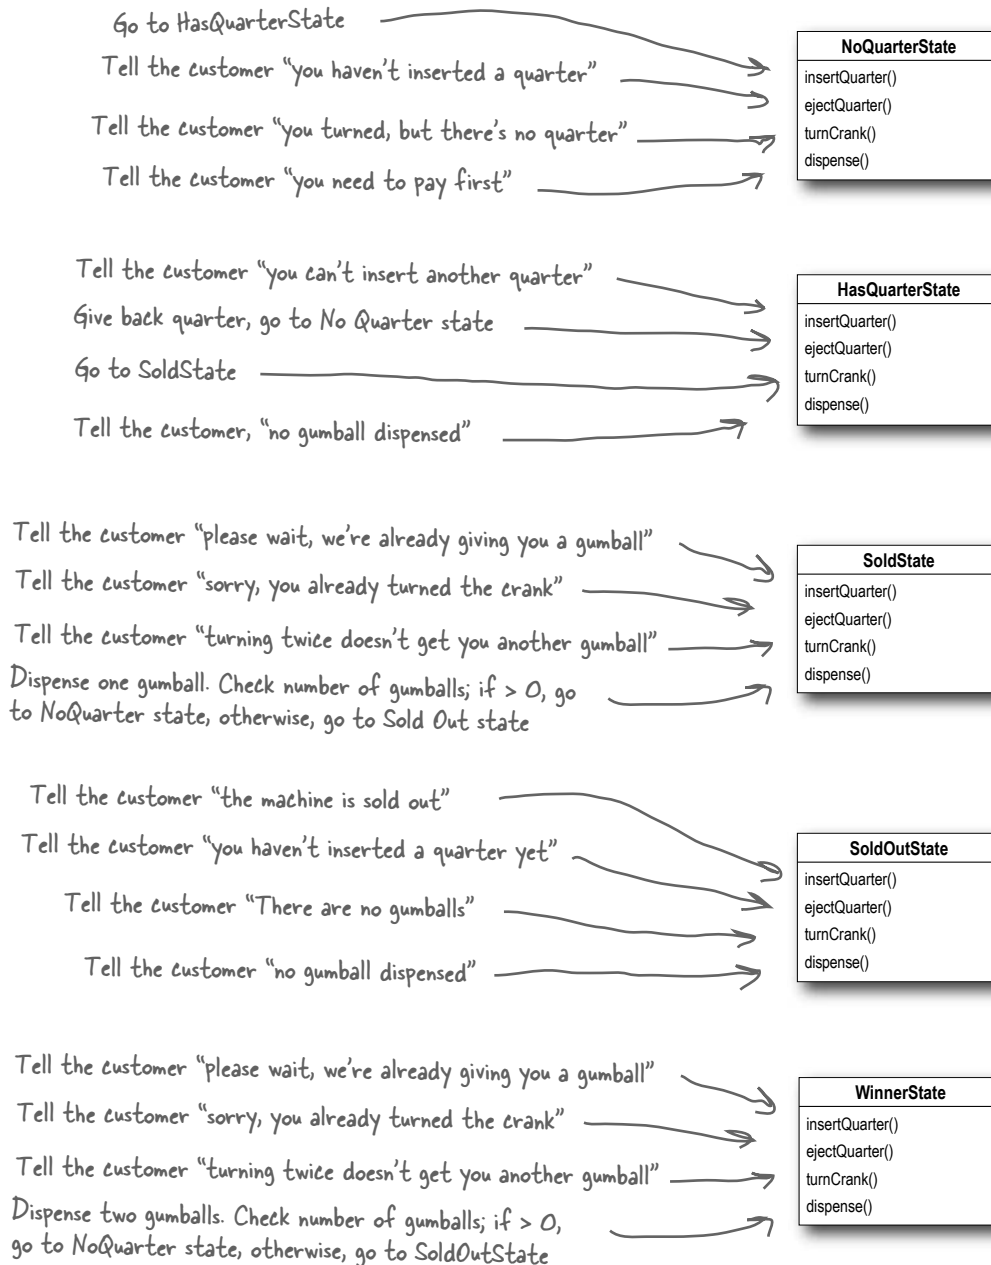 Go to HasQuarterState
Tell the customer “you haven’t inserted a quarter”
Tell the customer “you turned, but there’s no quarter”
Tell the customer “you need to pay first”
NoQuarterState
insertQuarter()
ejectQuarter()
turnCrank()
dispense()
Tell the customer “you can’t insert another quarter”
Give back quarter, go to No Quarter state
Go to SoldState
Tell the customer, “no gumball dispensed”
HasQuarterState
insertQuarter()
ejectQuarter()
turnCrank()
dispense()
Tell the customer “please wait, we’re already giving you a gumball”
Tell the customer “sorry, you already turned the crank”
Tell the customer “turning twice doesn’t get you another gumball”
Dispense one gumball. Check number of gumballs; if > 0, go
to NoQuarter state, otherwise, go to Sold Out state
SoldState
insertQuarter()
ejectQuarter()
turnCrank()
dispense()
Tell the customer “the machine is sold out”
Tell the customer “you haven’t inserted a quarter yet”
Tell the customer “There are no gumballs”
Tell the customer “no gumball dispensed”
SoldOutState
insertQuarter()
ejectQuarter()
turnCrank()
dispense()
Tell the customer “please wait, we’re already giving you a gumball”
Tell the customer “sorry, you already turned the crank”
Tell the customer “turning twice doesn’t get you another gumball”
Dispense two gumballs. Check number of gumballs; if > 0,
go to NoQuarter state, otherwise, go to SoldOutState
WinnerState
insertQuarter()
ejectQuarter()
turnCrank()
dispense()